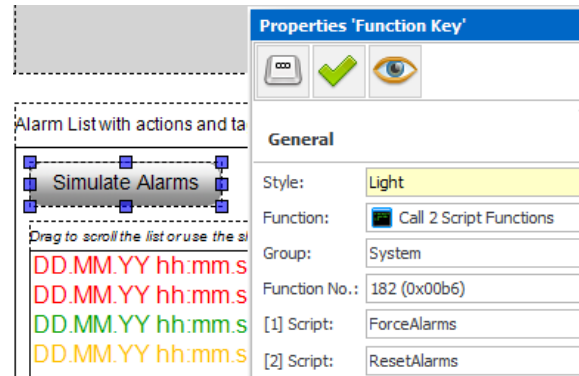 Properties 'Function Key'
Alarm List with actions and ta
General
Simulate Alarms
Style: Light
Function: Call 2 Script Functions
Drag to scroll the list or use the sl
Group: System
DD.MM.YY hh:mm.s
Function No.: 182 (0x00b6)
DD.MM.YY hh:mm.s
DD.MM.YY hh:mm.s
[1] Script: ForceAlarms
DD.MM.YY hh:mm.s
[2] Script: ResetAlarms